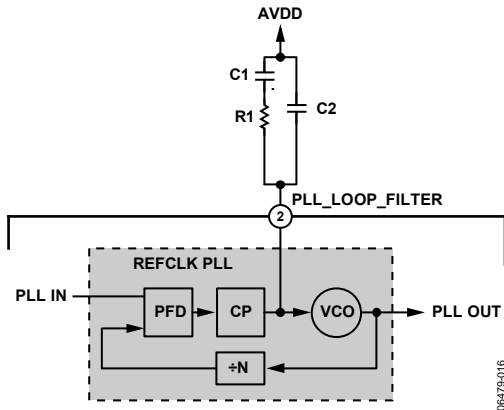 AVDD
C1
C2
R1
PLL_LOOP_FILTER
2
REFCLK PLL
PLL IN
PFD
CP
VCO
PLL OUT
÷N
06479-016